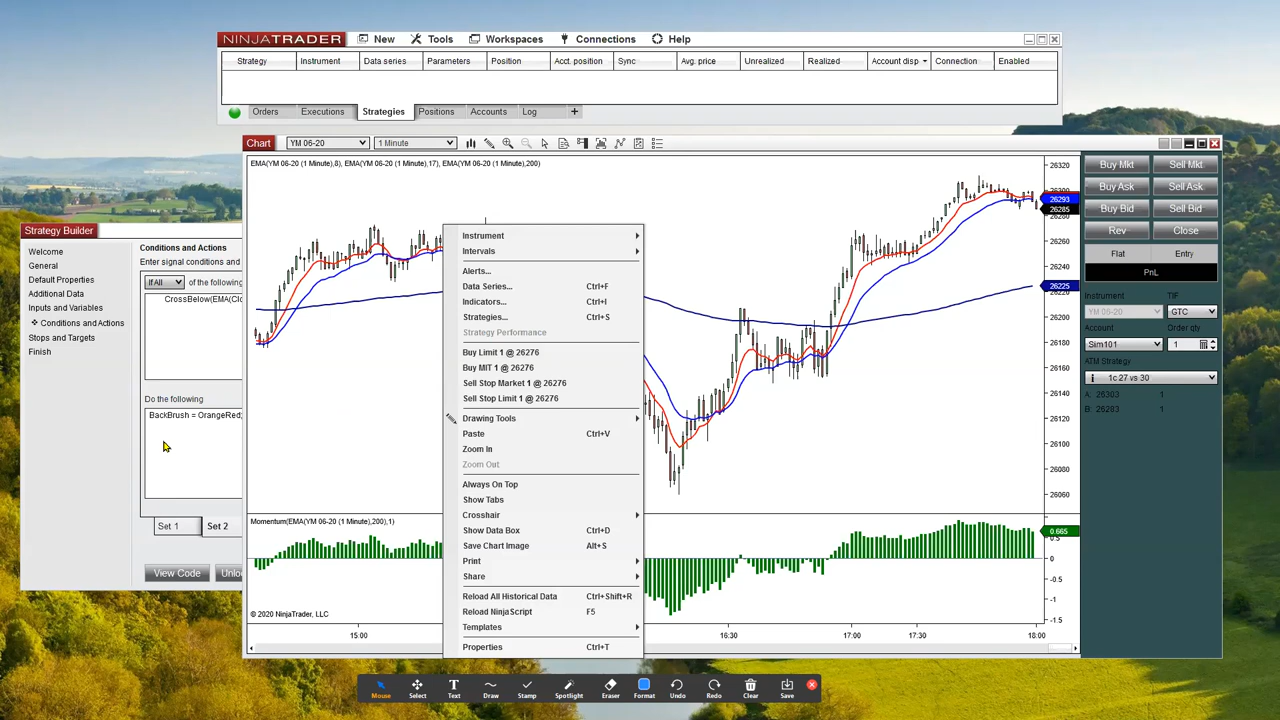 NINJATRADER New Tools Workspaces Connections Help
Strategy Instrument Data series Parameters Position Acct. position Sync Avg. price Unrealized Realized Account disp Connection Enabled
Orders Executions Strategies Positions Accounts Log +
Chart YM 06-20 1 Minute
EMA(YM 06-20 (1 Minute),8), EMA(YM 06-20 (1 Minute),17), EMA(YM 06-20 (1 Minute),200)
26320
26300
26293
26285
26260
26240
26225
26220
26200
26180
26160
26140
26120
26100
26080
26060
Strategy Builder
Welcome
General
Default Properties
Additional Data
Inputs and Variables
Conditions and Actions
Stops and Targets
Finish
Conditions and Actions
Enter signal conditions and
If All of the following
CrossBelow(EMA(Clo
Do the following
BackBrush = OrangeRed;
Set 1 Set 2
View Code Unloc
Instrument
Intervals
Alerts...
Data Series... Ctrl+F
Indicators... Ctrl+I
Strategies... Ctrl+S
Strategy Performance
Buy Limit 1 @ 26276
Buy MIT 1 @ 26276
Sell Stop Market 1 @ 26276
Sell Stop Limit 1 @ 26276
Drawing Tools
Paste Ctrl+V
Zoom In
Zoom Out
Always On Top
Show Tabs
Crosshair
Show Data Box Ctrl+D
Save Chart Image Alt+S
Print
Share
Reload All Historical Data Ctrl+Shift+R
Reload NinjaScript F5
Templates
Properties Ctrl+T
Momentum(EMA(YM 06-20 (1 Minute),200),1)
0.665
0.5
0
-0.5
-1
-1.5
© 2020 NinjaTrader, LLC
15:00 16:30 17:00 17:30 18:00
Buy Mkt Sell Mkt
Buy Ask Sell Ask
Buy Bid Sell Bid
Rev Close
Flat Entry
PnL
Instrument TIF
YM 06-20 GTC
Account Order qty
Sim101 1
ATM Strategy
1c 27 vs 30
A: 26303 1
B: 26283 1
Mouse Select Text Draw Stamp Spotlight Eraser Format Undo Redo Clear Save